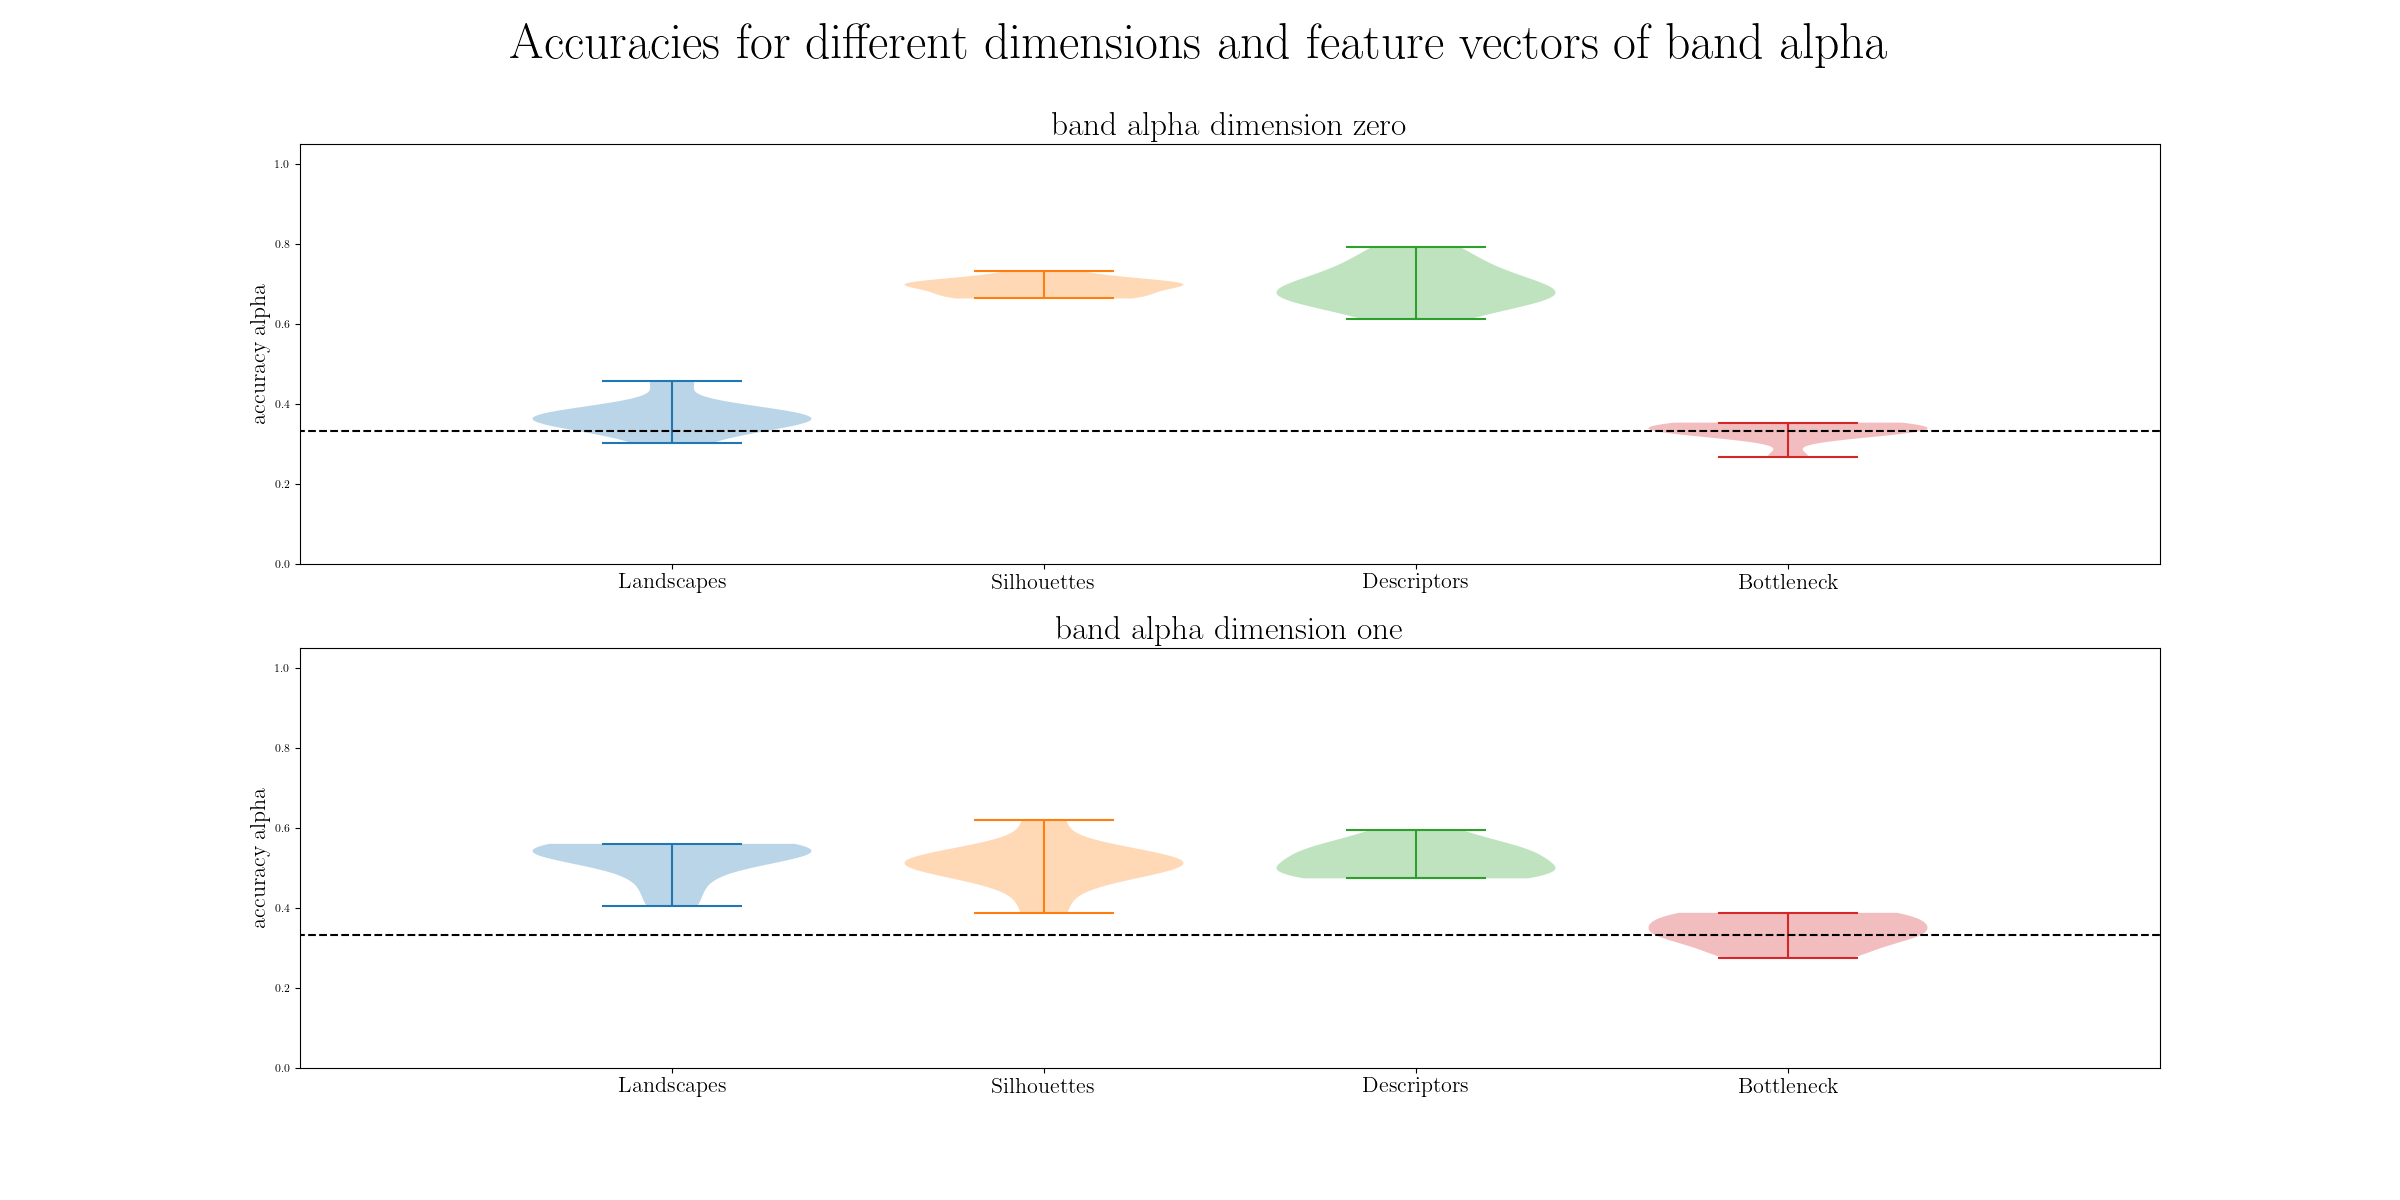 Accuracies for different dimensions and feature vectors of band alpha
band alpha dimension zero
1.0
0.8
0.6
0.4
0.2
0.0
accuracy alpha
Landscapes Silhouettes Descriptors Bottleneck
band alpha dimension one
1.0
0.8
0.6
0.4
0.2
0.0
accuracy alpha
Landscapes Silhouettes Descriptors Bottleneck